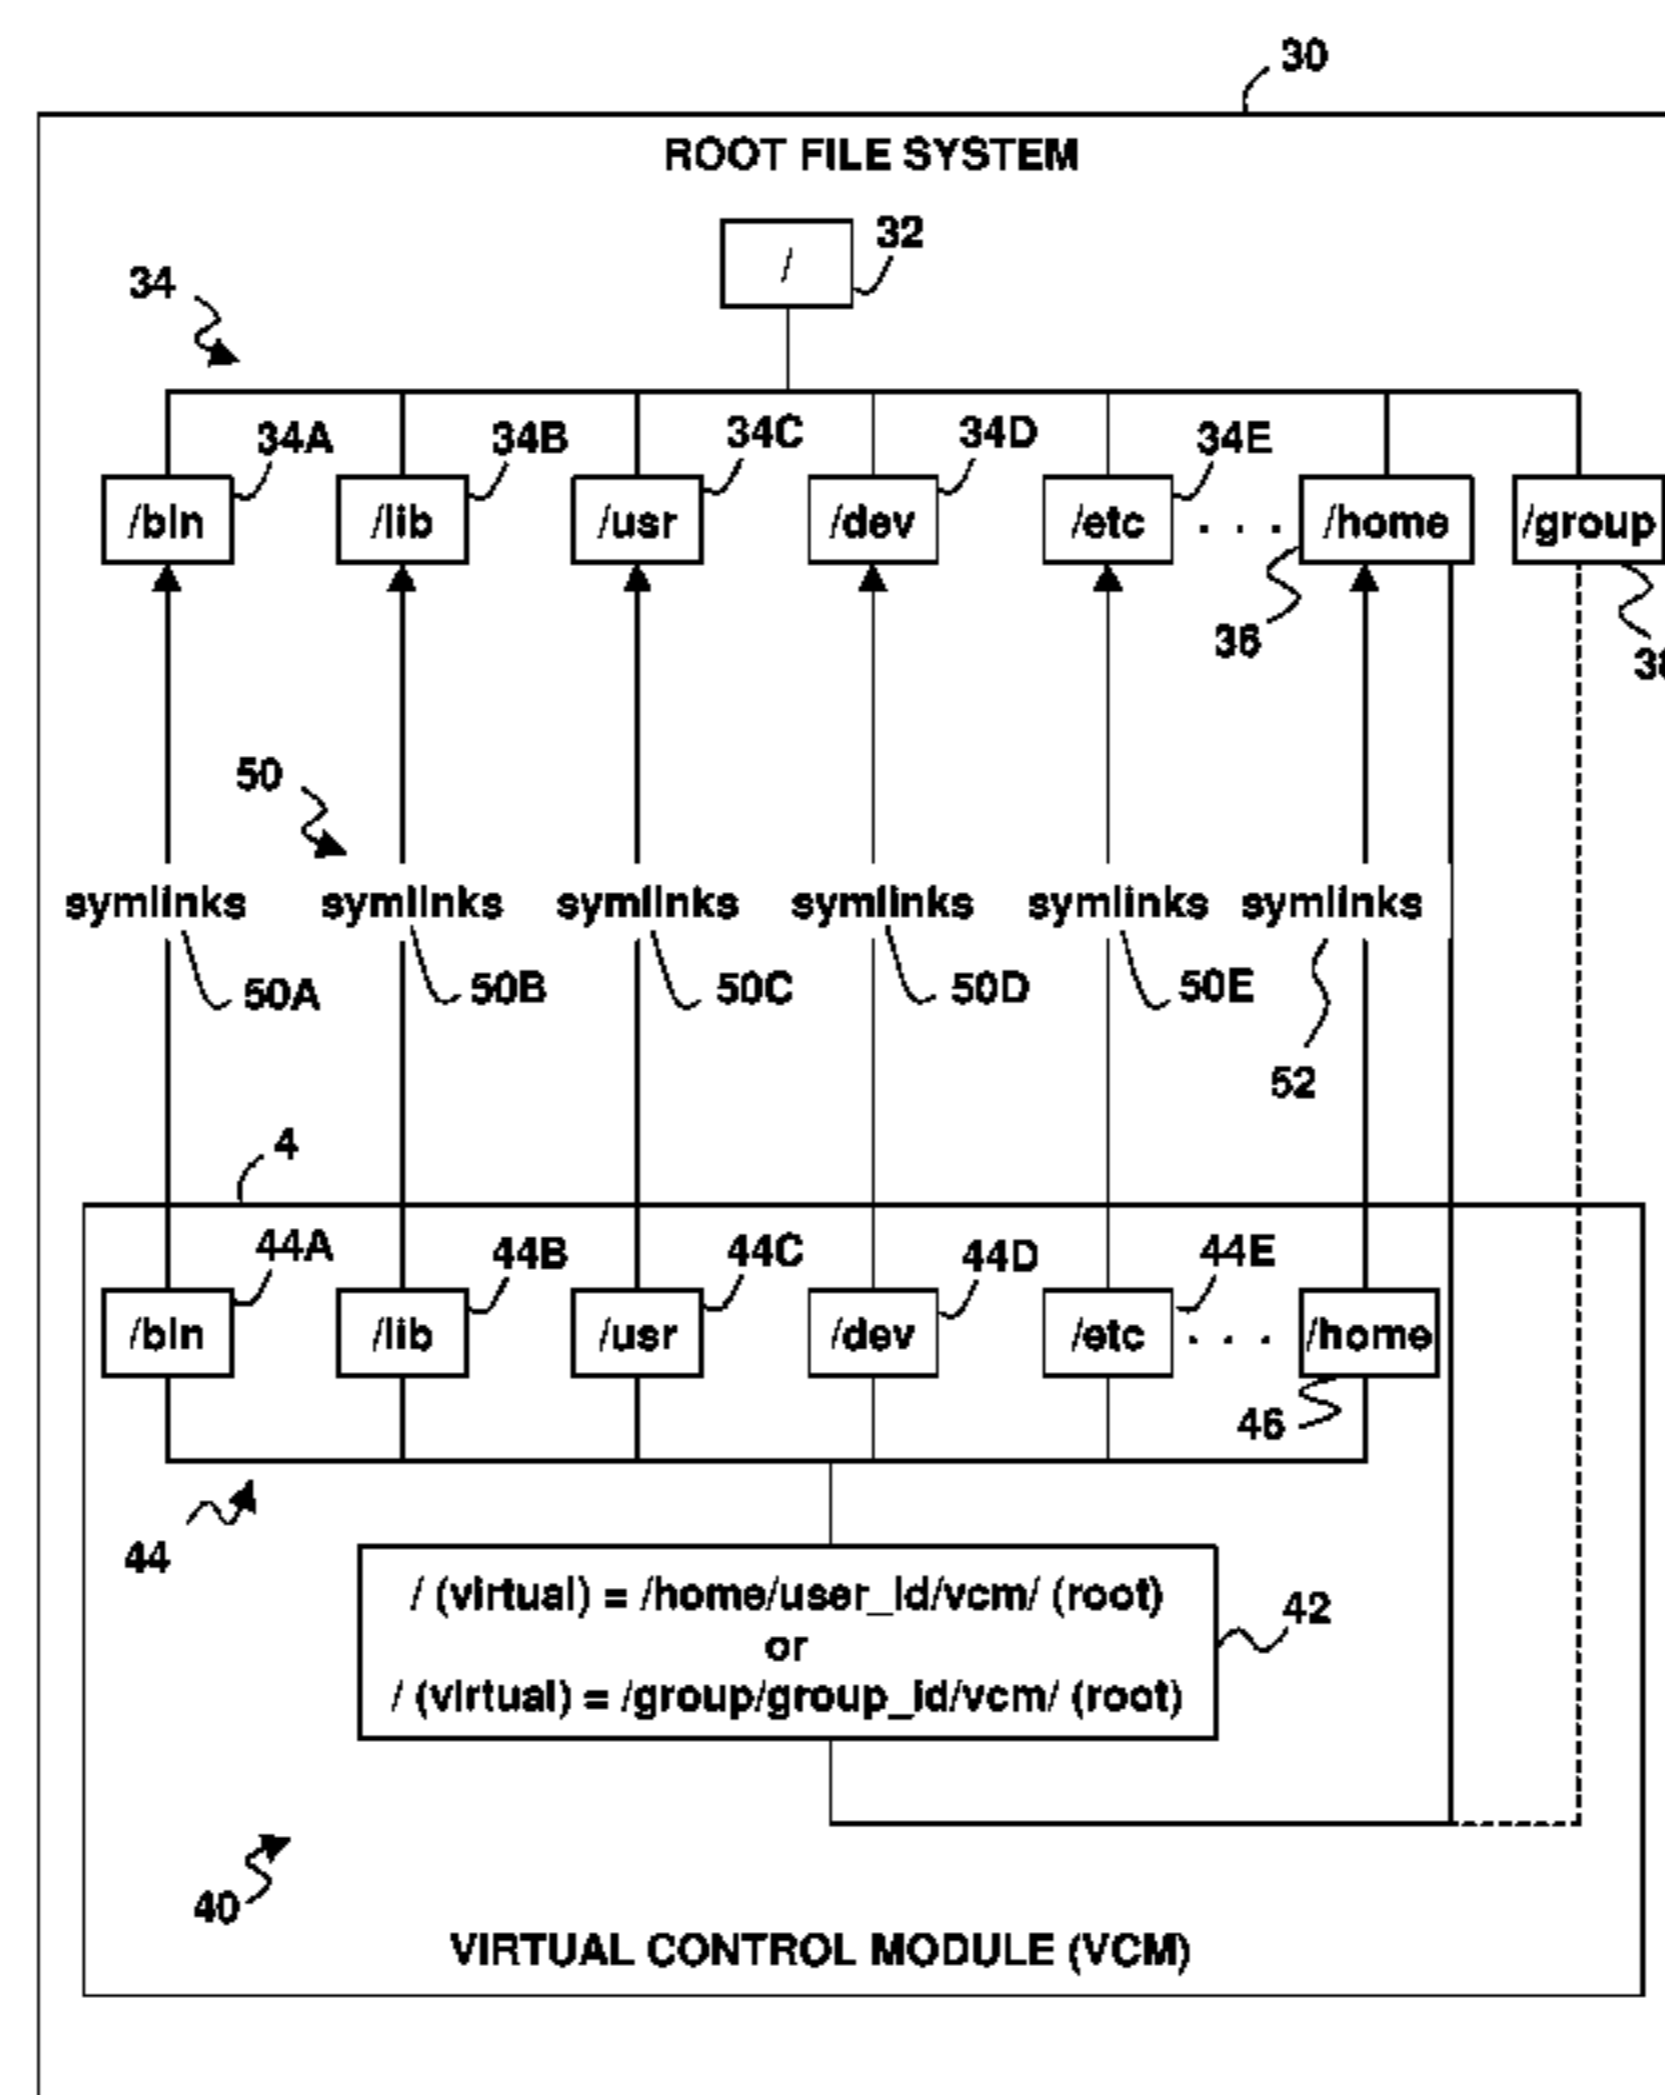 30
ROOT FILE SYSTEM
/
32
34
34A 34B 34C 34D 34E
/bin /lib /usr /dev /etc . . . /home /group
36
50
symlinks symlinks symlinks symlinks symlinks symlinks
50A 50B 50C 50D 50E
52
4
44A 44B 44C 44D 44E
/bin /lib /usr /dev /etc . . . /home
46
44
/ (virtual) = /home/user_id/vcm/ (root)
or
/ (virtual) = /group/group_id/vcm/ (root)
42
40
VIRTUAL CONTROL MODULE (VCM)